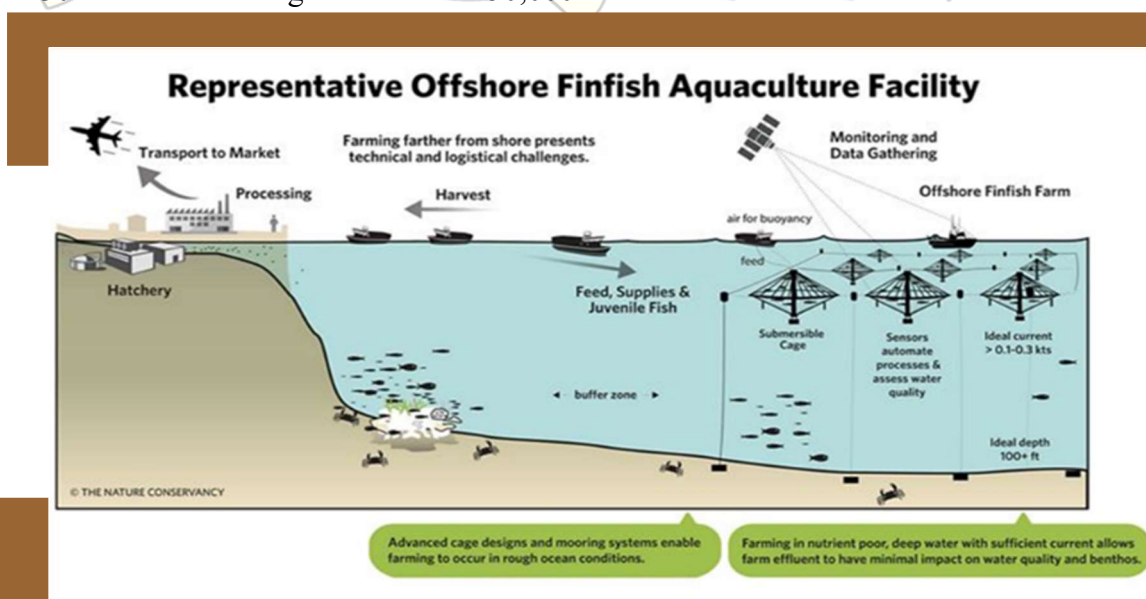 Representative Offshore Finfish Aquaculture Facility
Transport to Market
Farming farther from shore presents
technical and logistical challenges.
Monitoring and
Data Gathering
Processing
Harvest
Offshore Finfish Farm
air for buoyancy
feed
Hatchery
Feed, Supplies &
Juvenile Fish
Submersible
Cage
Sensors
automate
processes &
assess water
quality
Ideal current
> 0.1-0.3 kts
buffer zone
Ideal depth
100+ ft
© THE NATURE CONSERVANCY
Advanced cage designs and mooring systems enable
farming to occur in rough ocean conditions.
Farming in nutrient poor, deep water with sufficient current allows
farm effluent to have minimal impact on water quality and benthos.